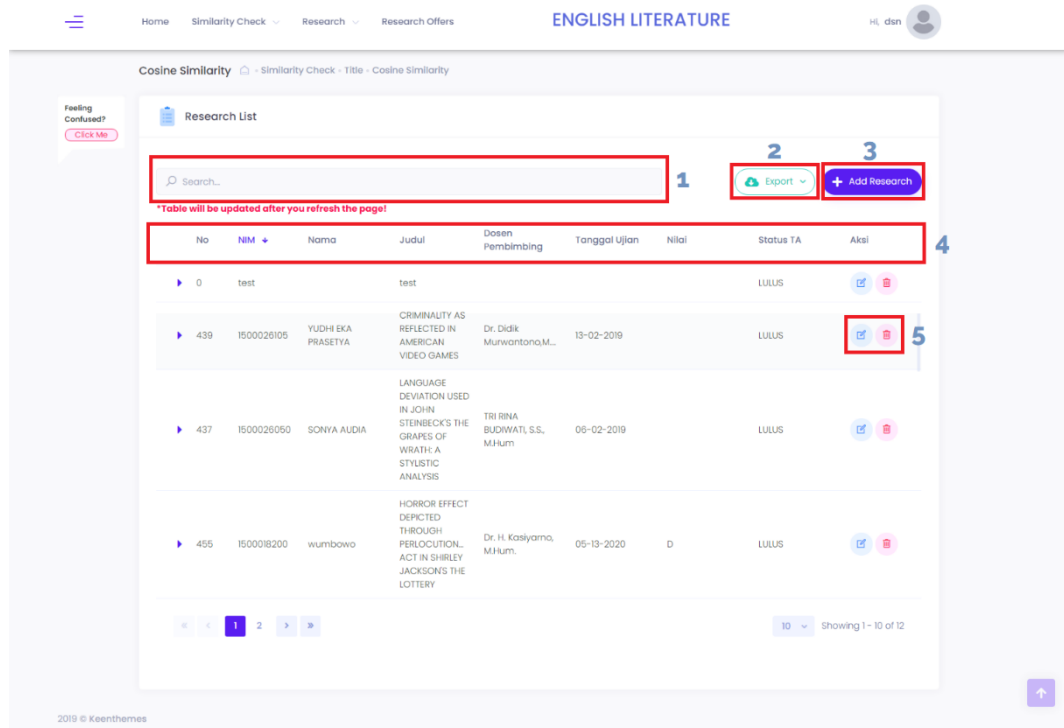 Home Similarity Check Research Research Offers ENGLISH LITERATURE Hi, dsn
Cosine Similarity - Similarity Check - Title - Cosine Similarity
Feeling
Confused?
Click Me
Research List
2 3
Search... 1 Export + Add Research
*Table will be updated after you refresh the page!
No NIM Nama Judul Dosen Pembimbing Tanggal Ujian Nilai Status TA Aksi 4
0 test test LULUS
CRIMINALITY AS
439 1500026105 YUDHI EKA REFLECTED IN Dr. Didik 13-02-2019 LULUS 5
PRASETYA AMERICAN Murwantono,M...
VIDEO GAMES
LANGUAGE
DEVIATION USED
IN JOHN
STEINBECK'S THE TRI RINA
437 1500026050 SONYA AUDIA GRAPES OF BUDIWATI, S.S., 06-02-2019 LULUS
WRATH: A M.Hum
STYLISTIC
ANALYSIS
HORROR EFFECT
DEPICTED
THROUGH
455 1500018200 wumbowo PERLOCUTION... Dr. H. Kasiyarno, 05-13-2020 D LULUS
ACT IN SHIRLEY M.Hum.
JACKSON'S THE
LOTTERY
« < 1 2 > » 10 Showing 1 - 10 of 12
2019 © Keenthemes